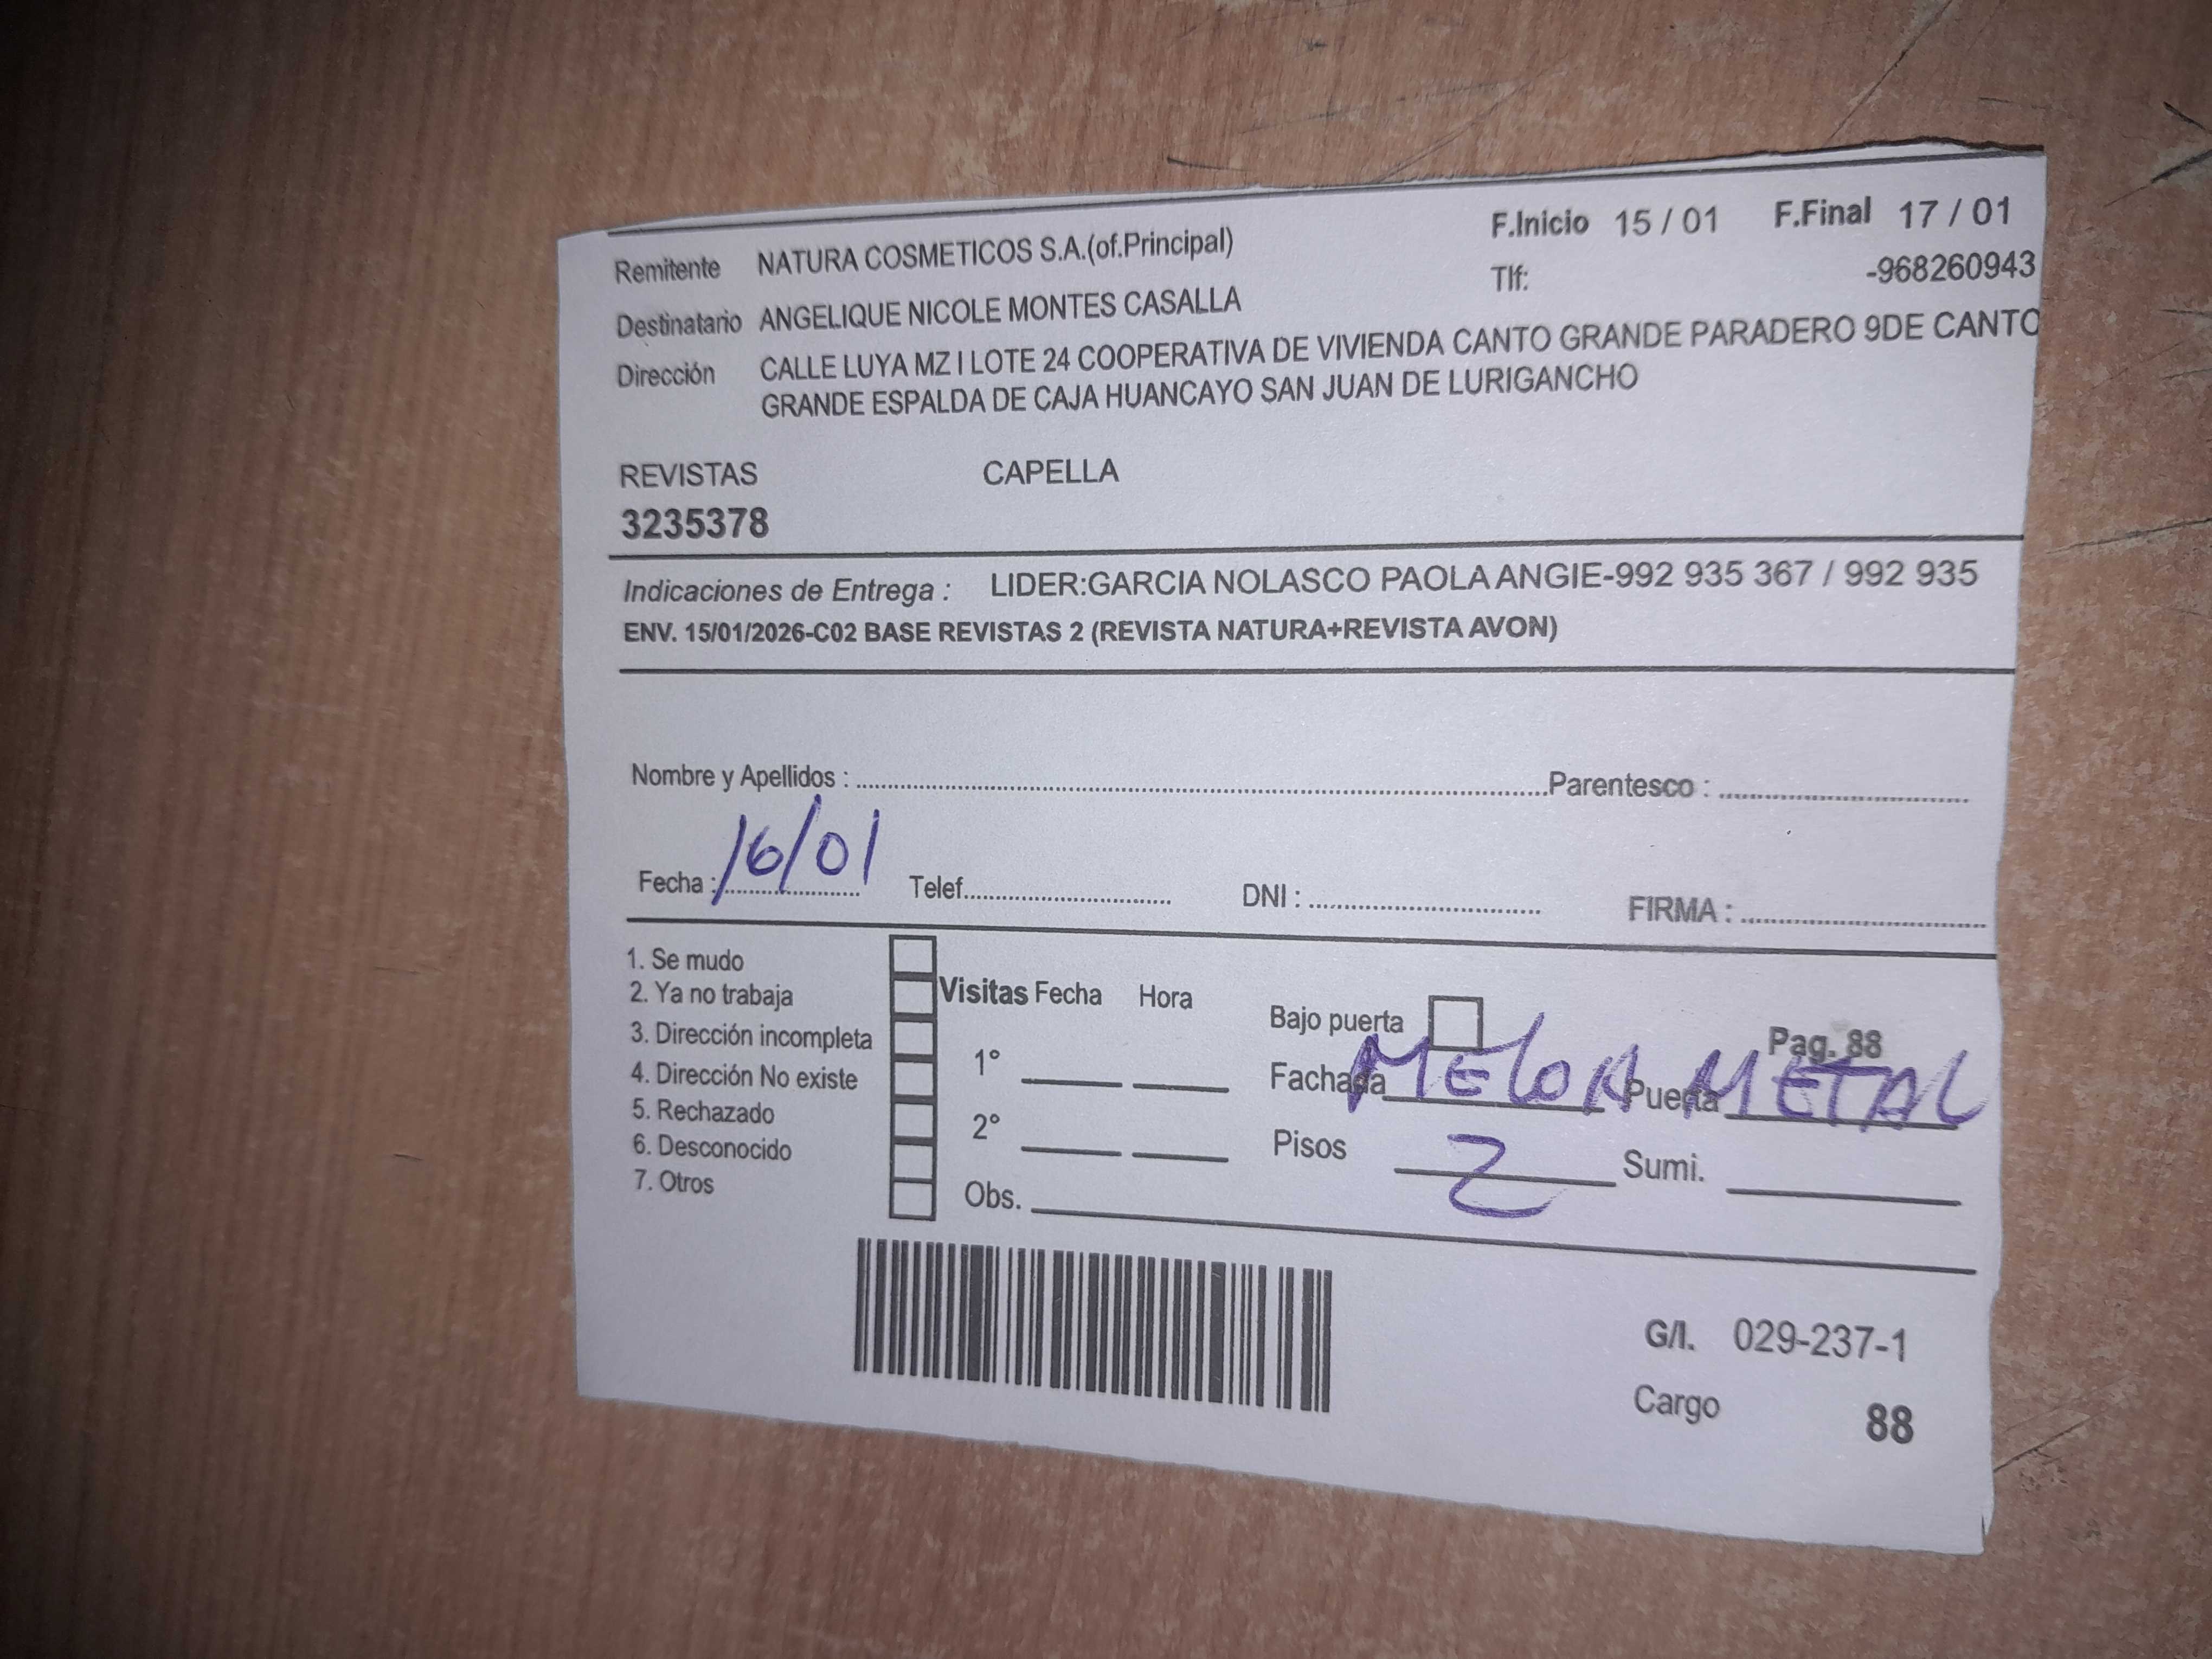 Remitente NATURA COSMETICOS S.A.(of.Principal) F.Inicio 15 / 01 F.Final 17 / 01
Destinatario ANGELIQUE NICOLE MONTES CASALLA Tlf: -968260943
Dirección CALLE LUYA MZ I LOTE 24 COOPERATIVA DE VIVIENDA CANTO GRANDE PARADERO 9DE CANTO
GRANDE ESPALDA DE CAJA HUANCAYO SAN JUAN DE LURIGANCHO
REVISTAS CAPELLA
3235378
Indicaciones de Entrega : LIDER:GARCIA NOLASCO PAOLA ANGIE-992 935 367 / 992 935
ENV. 15/01/2026-C02 BASE REVISTAS 2 (REVISTA NATURA+REVISTA AVON)
Nombre y Apellidos : Parentesco :
Fecha : 16/01 Telef. DNI : FIRMA :
1. Se mudo
2. Ya no trabaja Visitas Fecha Hora
3. Dirección incompleta Bajo puerta Pag. 88
4. Dirección No existe 1° Fachada MELON Puerta METAL
5. Rechazado
6. Desconocido 2° Pisos 2 Sumi.
7. Otros Obs.
G/I. 029-237-1
Cargo 88